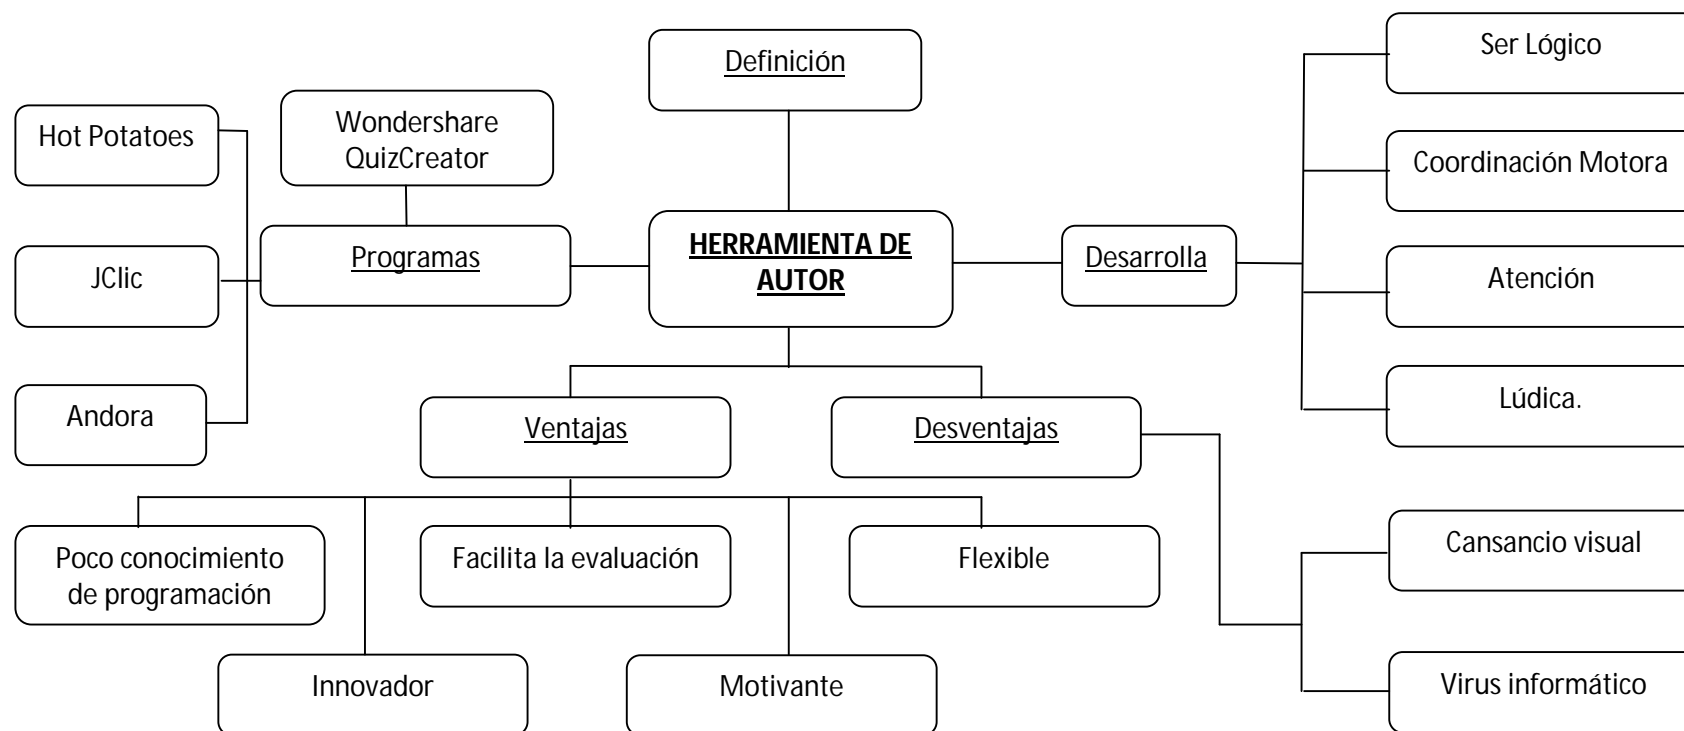 Definición
Ser Lógico
Hot Potatoes
Wondershare
QuizCreator
Coordinación Motora
JClic
Programas
HERRAMIENTA DE
AUTOR
Desarrolla
Atención
Andora
Ventajas
Desventajas
Lúdica.
Poco conocimiento
de programación
Facilita la evaluación
Flexible
Cansancio visual
Innovador
Motivante
Virus informático